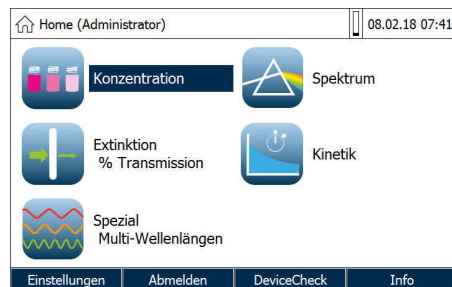 Home (Administrator)
08.02.18 07:41
Konzentration
Spektrum
Extinktion
% Transmission
Kinetik
Spezial
Multi-Wellenlängen
Einstellungen
Abmelden
DeviceCheck
Info